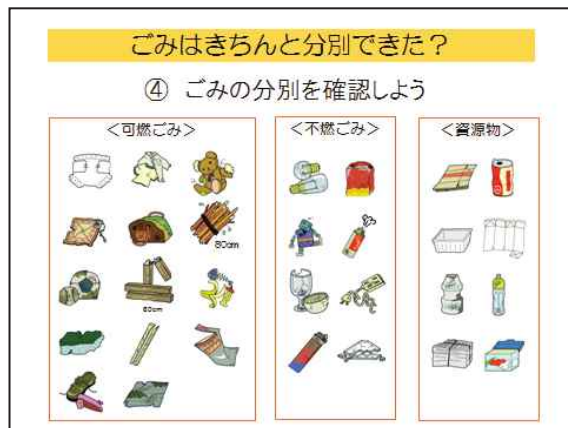 ごみはきちんと分別できた？
④ ごみの分別を確認しよう
＜可燃ごみ＞
＜不燃ごみ＞
＜資源物＞
80cm
60cm